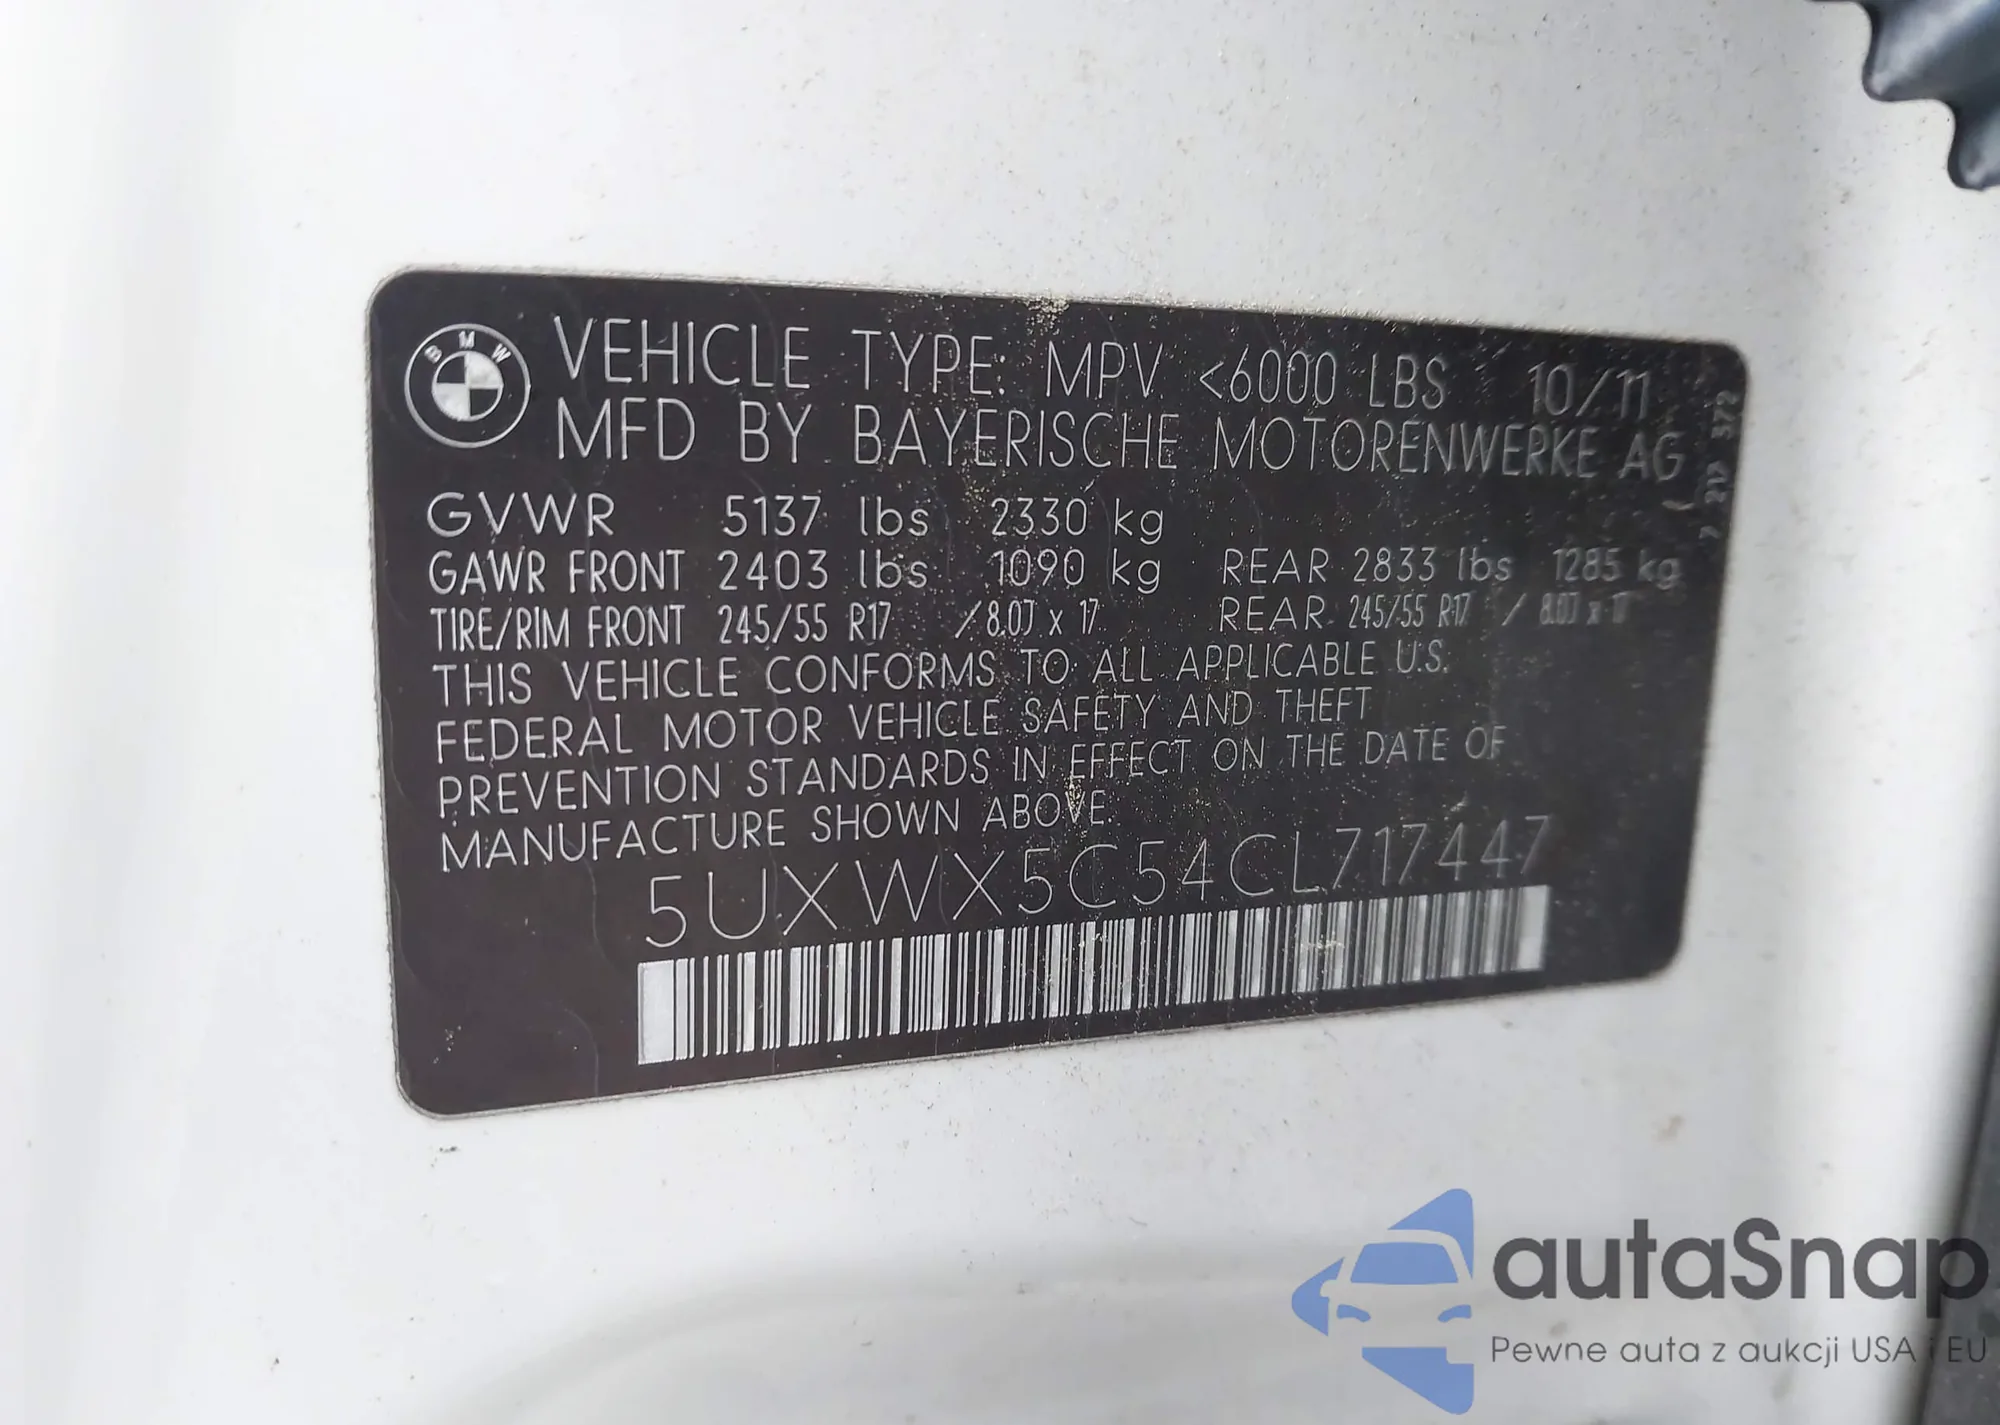 BMW
VEHICLE TYPE: MPV <6000 LBS 10/11
MFD BY BAYERISCHE MOTORENWERKE AG
7 217 372
GVWR 5137 lbs 2330 kg
GAWR FRONT 2403 lbs 1090 kg REAR 2833 lbs 1285 kg
TIRE/RIM FRONT 245/55 R17 /8.0J x 17 REAR 245/55 R17 / 8.0J x 17
THIS VEHICLE CONFORMS TO ALL APPLICABLE U.S.
FEDERAL MOTOR VEHICLE SAFETY AND THEFT
PREVENTION STANDARDS IN EFFECT ON THE DATE OF
MANUFACTURE SHOWN ABOVE.
5UXWX5C54CL717447
autaSnap
Pewne auta z aukcji USA i EU